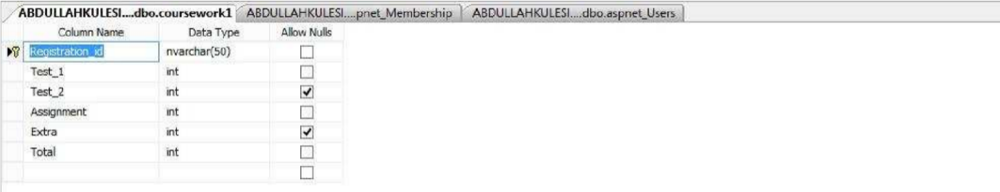 ABDULLAHKULESI....dbo.coursework1 ABDULLAHKULESI....pnet_Membership ABDULLAHKULESI....dbo.aspnet_Users
Column Name Data Type Allow Nulls
Registration_id nvarchar(50)
Test_1 int
Test_2 int
Assignment int
Extra int
Total int